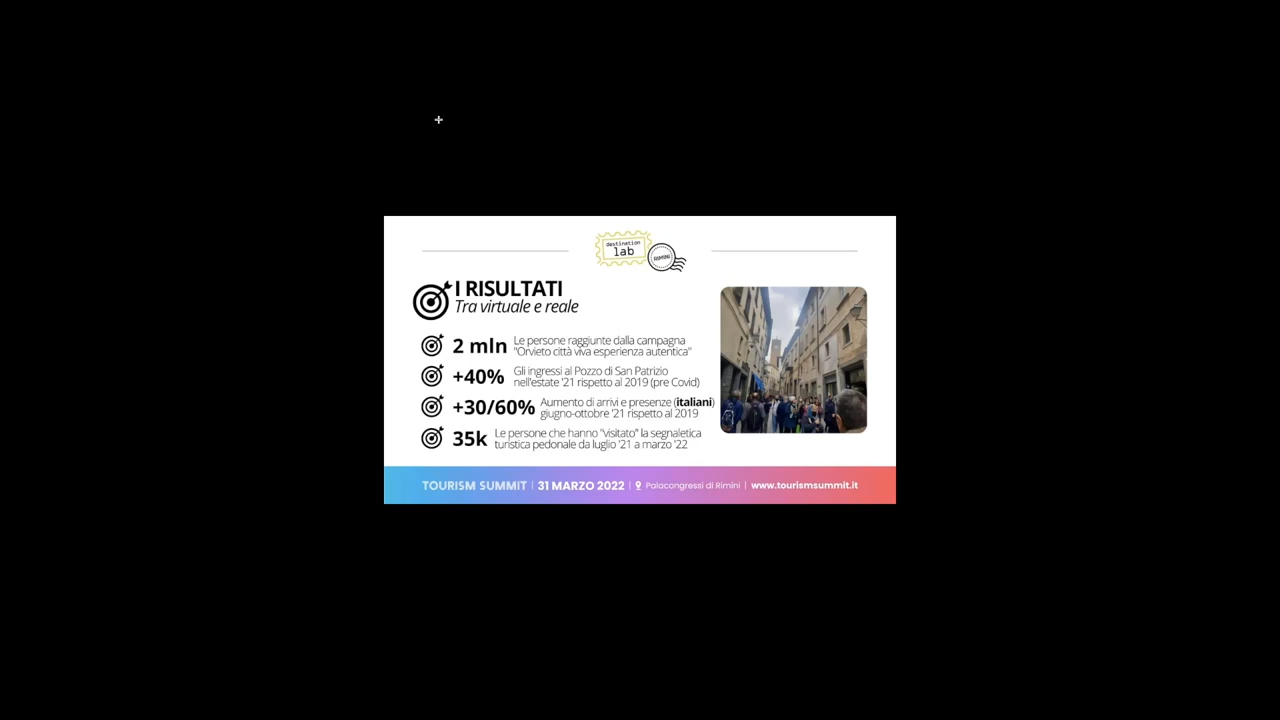 destination
lab
RIMINI
I RISULTATI
Tra virtuale e reale
2 mln Le persone raggiunte dalla campagna
"Orvieto città viva esperienza autentica"
+40% Gli ingressi al Pozzo di San Patrizio
nell'estate '21 rispetto al 2019 (pre Covid)
+30/60% Aumento di arrivi e presenze (italiani)
giugno-ottobre '21 rispetto al 2019
35k Le persone che hanno "visitato" la segnaletica
turistica pedonale da luglio '21 a marzo '22
TOURISM SUMMIT | 31 MARZO 2022 | Palacongressi di Rimini | www.tourismsummit.it